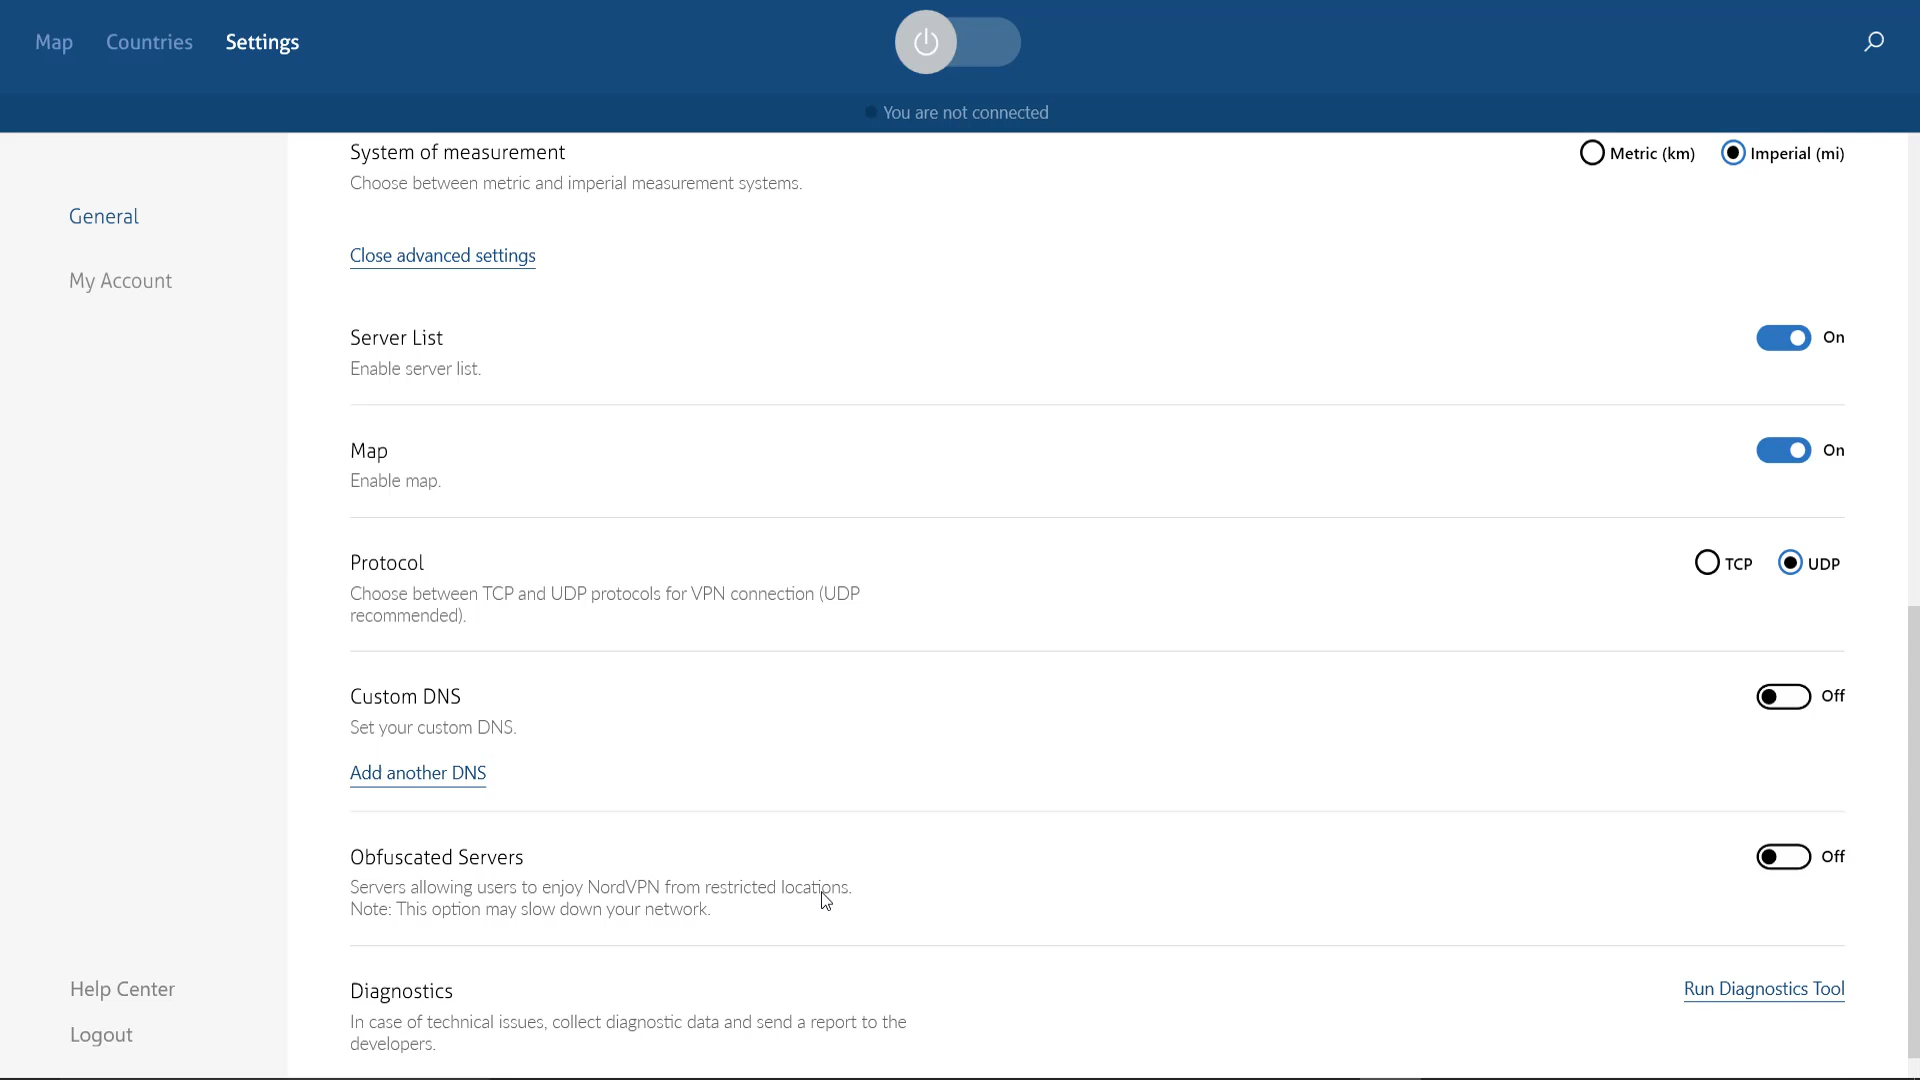 Map Countries Settings
You are not connected
General
My Account
Help Center
Logout
System of measurement
Metric (km) Imperial (mi)
Choose between metric and imperial measurement systems.
Close advanced settings
Server List
On
Enable server list.
Map
On
Enable map.
Protocol
TCP UDP
Choose between TCP and UDP protocols for VPN connection (UDP
recommended).
Custom DNS
Off
Set your custom DNS.
Add another DNS
Obfuscated Servers
Off
Servers allowing users to enjoy NordVPN from restricted locations.
Note: This option may slow down your network.
Diagnostics
Run Diagnostics Tool
In case of technical issues, collect diagnostic data and send a report to the
developers.